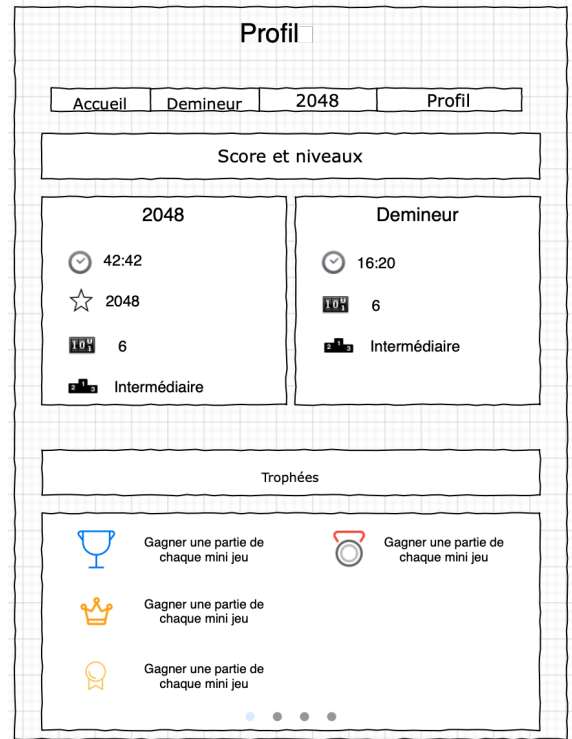 Profil
Accueil Demineur 2048 Profil
Score et niveaux
2048
42:42
2048
6
Intermédiaire
Demineur
16:20
6
Intermédiaire
Trophées
Gagner une partie de
chaque mini jeu
Gagner une partie de
chaque mini jeu
Gagner une partie de
chaque mini jeu
Gagner une partie de
chaque mini jeu